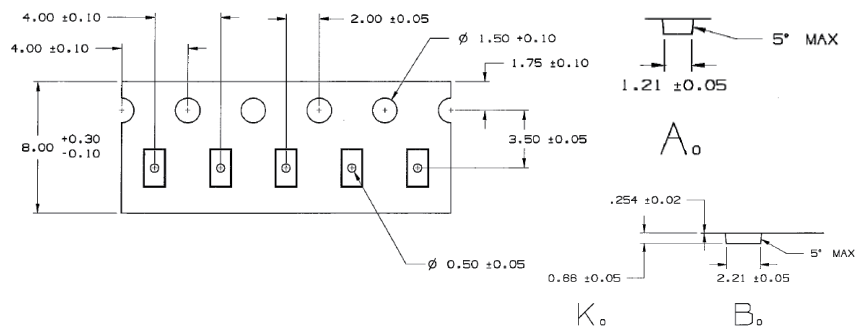 4.00 ±0.10
2.00 ±0.05
4.00 ±0.10
Ø 1.50 +0.10
1.75 ±0.10
8.00 +0.30 -0.10
3.50 ±0.05
Ø 0.50 ±0.05
5° MAX
1.21 ±0.05
A₀
.254 ±0.02
5° MAX
0.66 ±0.05
2.21 ±0.05
K₀
B₀